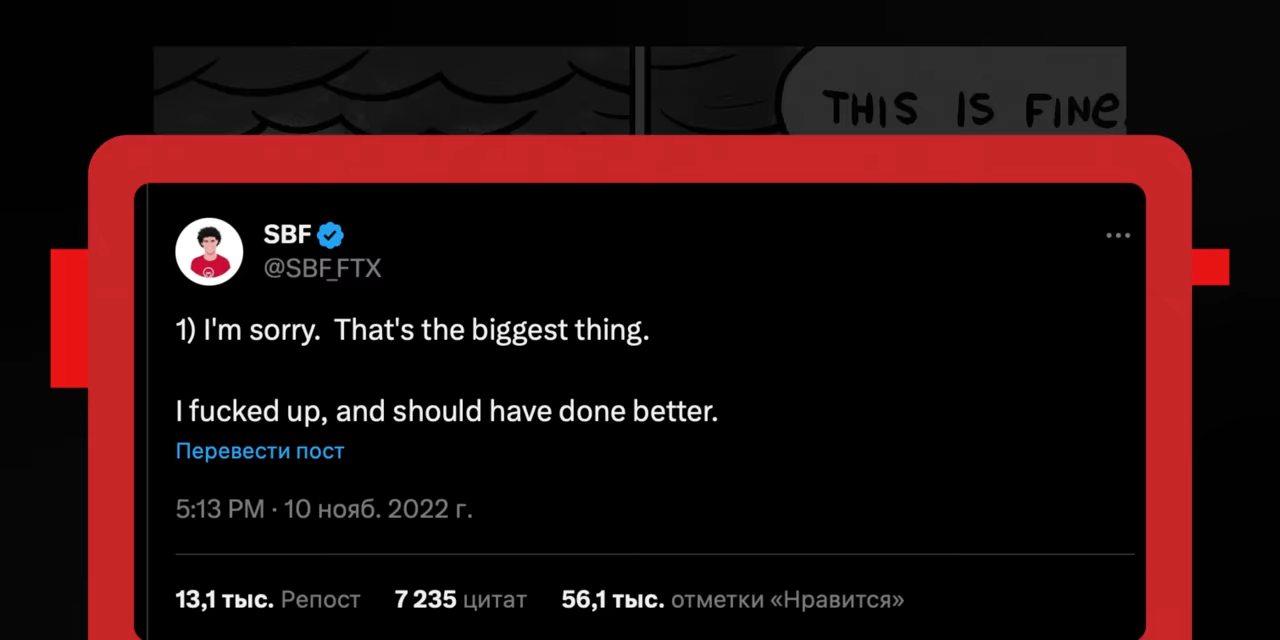 THIS IS FINE.
SBF
@SBF_FTX
1) I'm sorry.  That's the biggest thing.
I fucked up, and should have done better.
Перевести пост
5:13 PM · 10 нояб. 2022 г.
13,1 тыс. Репост 7 235 цитат 56,1 тыс. отметки «Нравится»